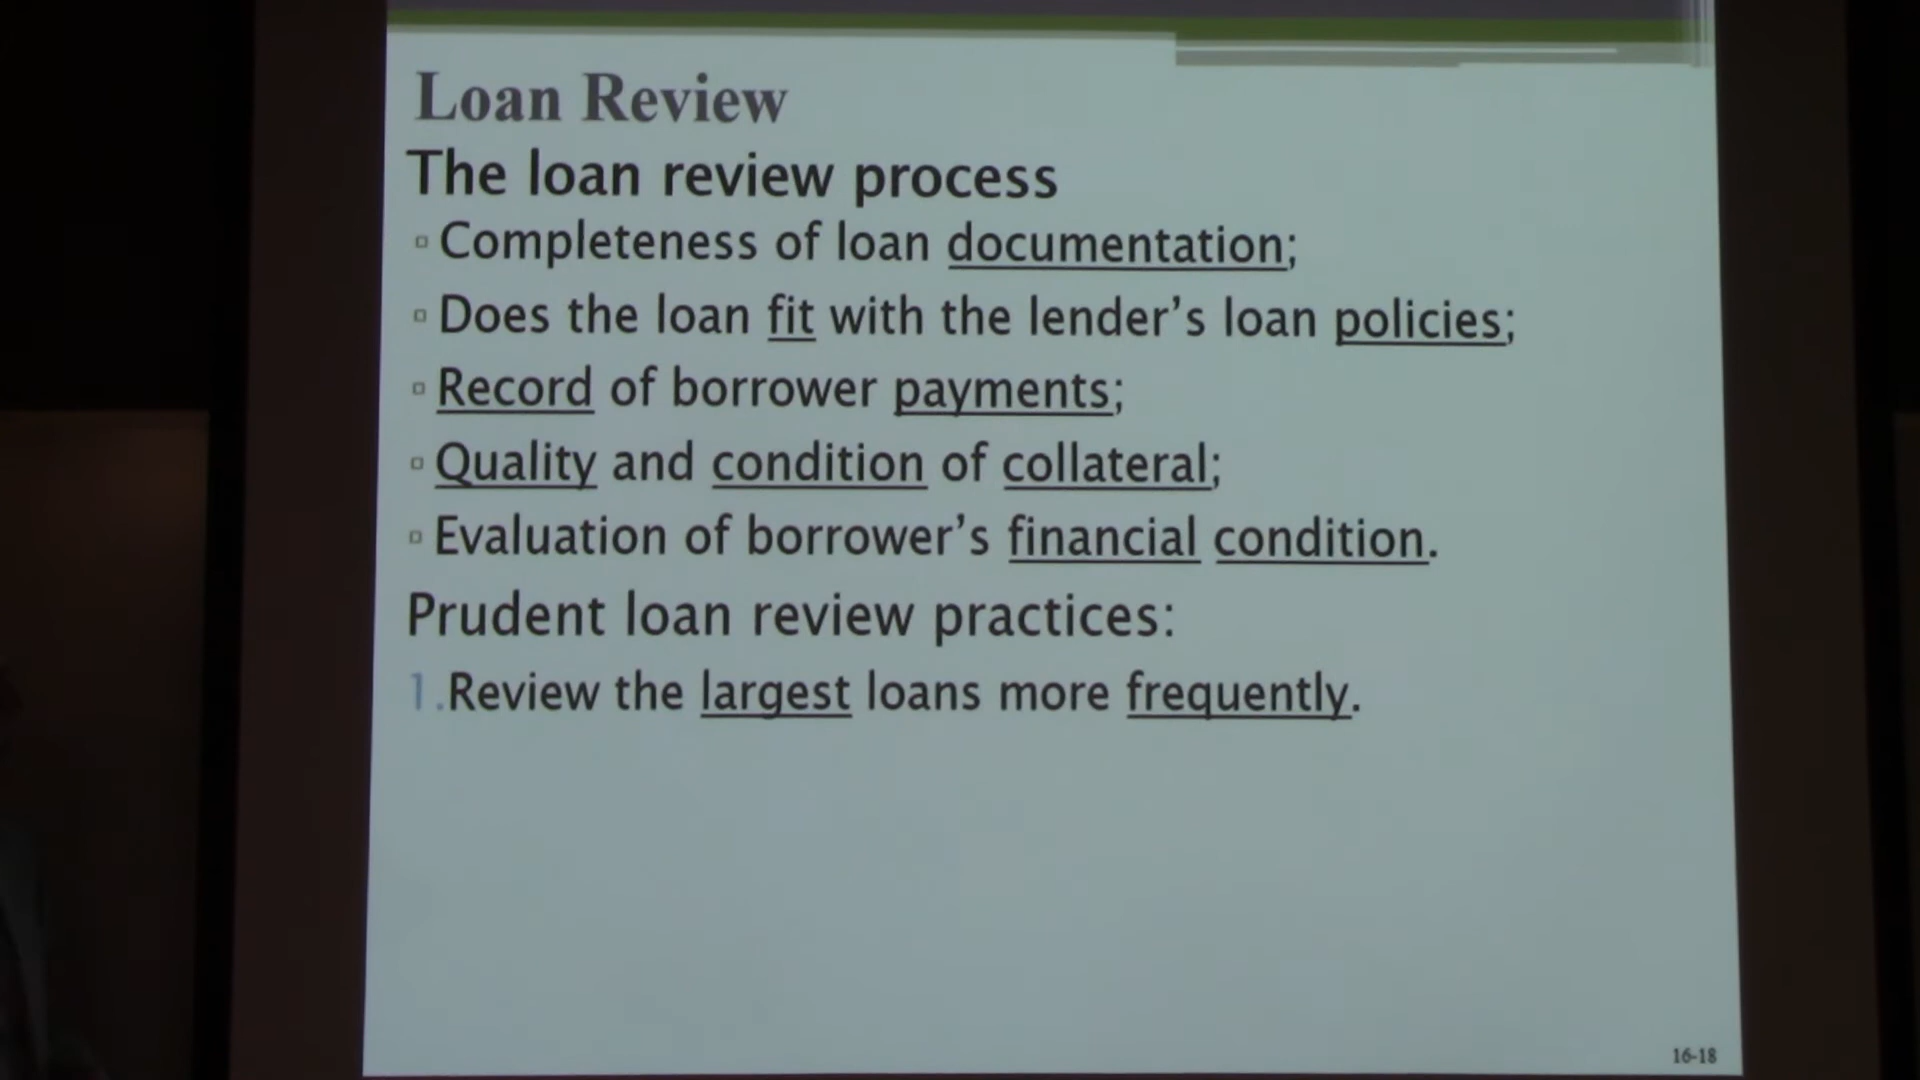 Loan Review
The loan review process
▫ Completeness of loan documentation;
▫ Does the loan fit with the lender’s loan policies;
▫ Record of borrower payments;
▫ Quality and condition of collateral;
▫ Evaluation of borrower’s financial condition.
Prudent loan review practices:
1. Review the largest loans more frequently.
16-18